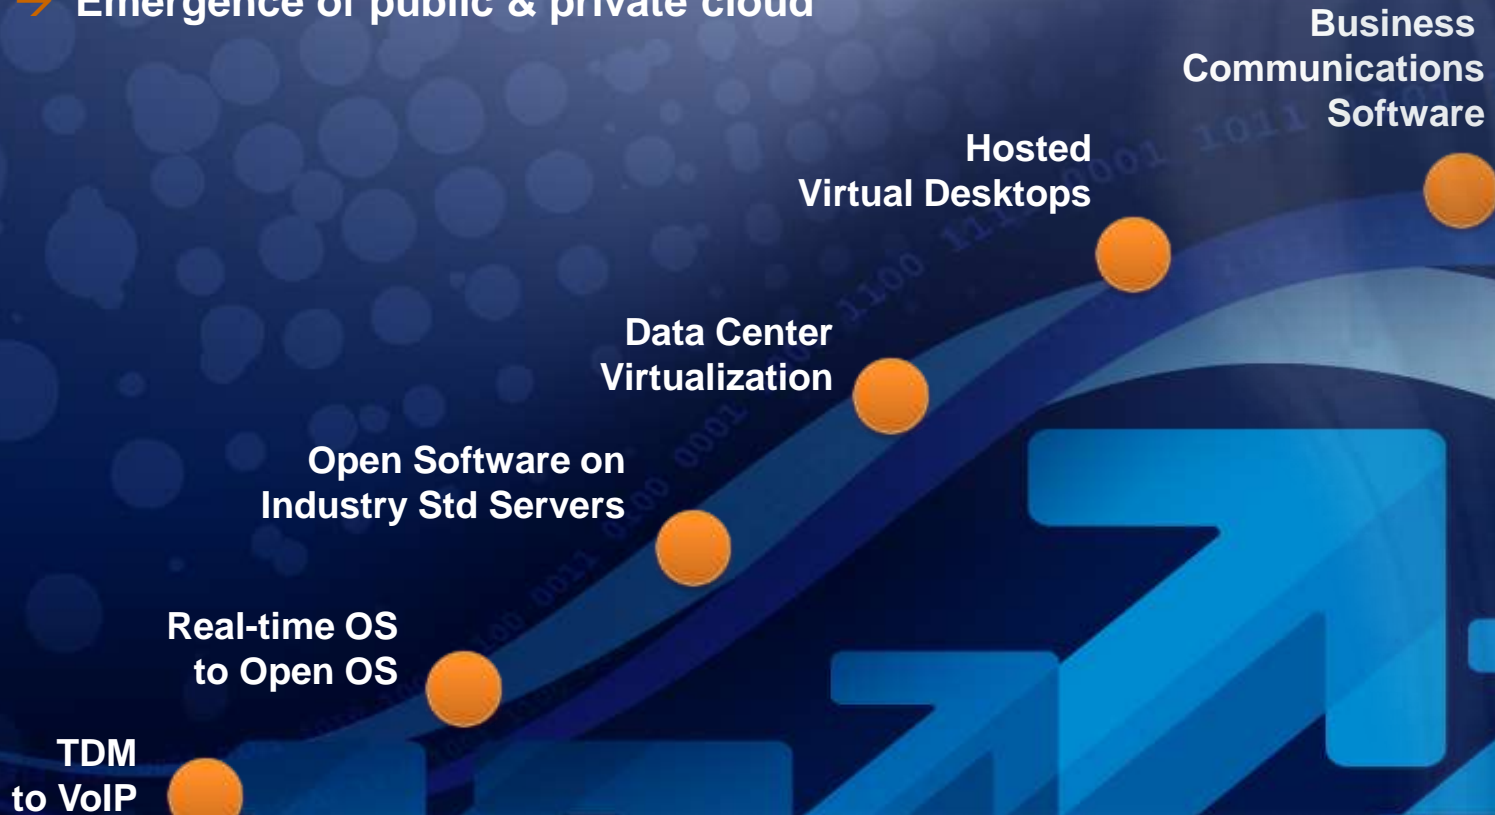 → Emergence of public & private cloud
Business
Communications
Software
Hosted
Virtual Desktops
Data Center
Virtualization
Open Software on
Industry Std Servers
Real-time OS
to Open OS
TDM
to VoIP